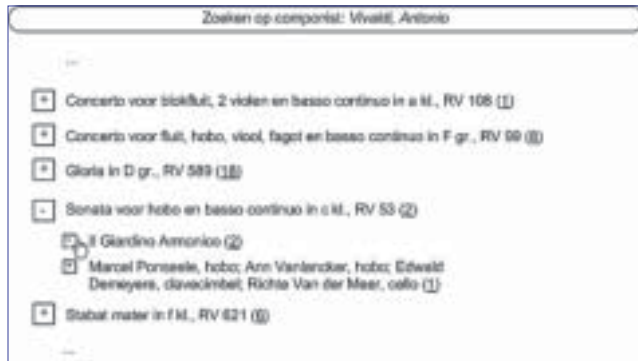 Zoeken op componist: Vivaldi, Antonio
...
+ Concerto voor blokfluit, 2 violen en basso continuo in a kl., RV 108 (1)
+ Concerto voor fluit, hobo, viool, fagot en basso continuo in F gr., RV 99 (8)
+ Gloria in D gr., RV 589 (18)
- Sonata voor hobo en basso continuo in c kl., RV 53 (2)
Il Giardino Armonico (2)
+ Marcel Ponseele, hobo; Ann Vanlancker, hobo; Edwald
Demeyere, clavecimbel; Richte Van der Meer, cello (1)
+ Stabat mater in f kl., RV 621 (6)
...